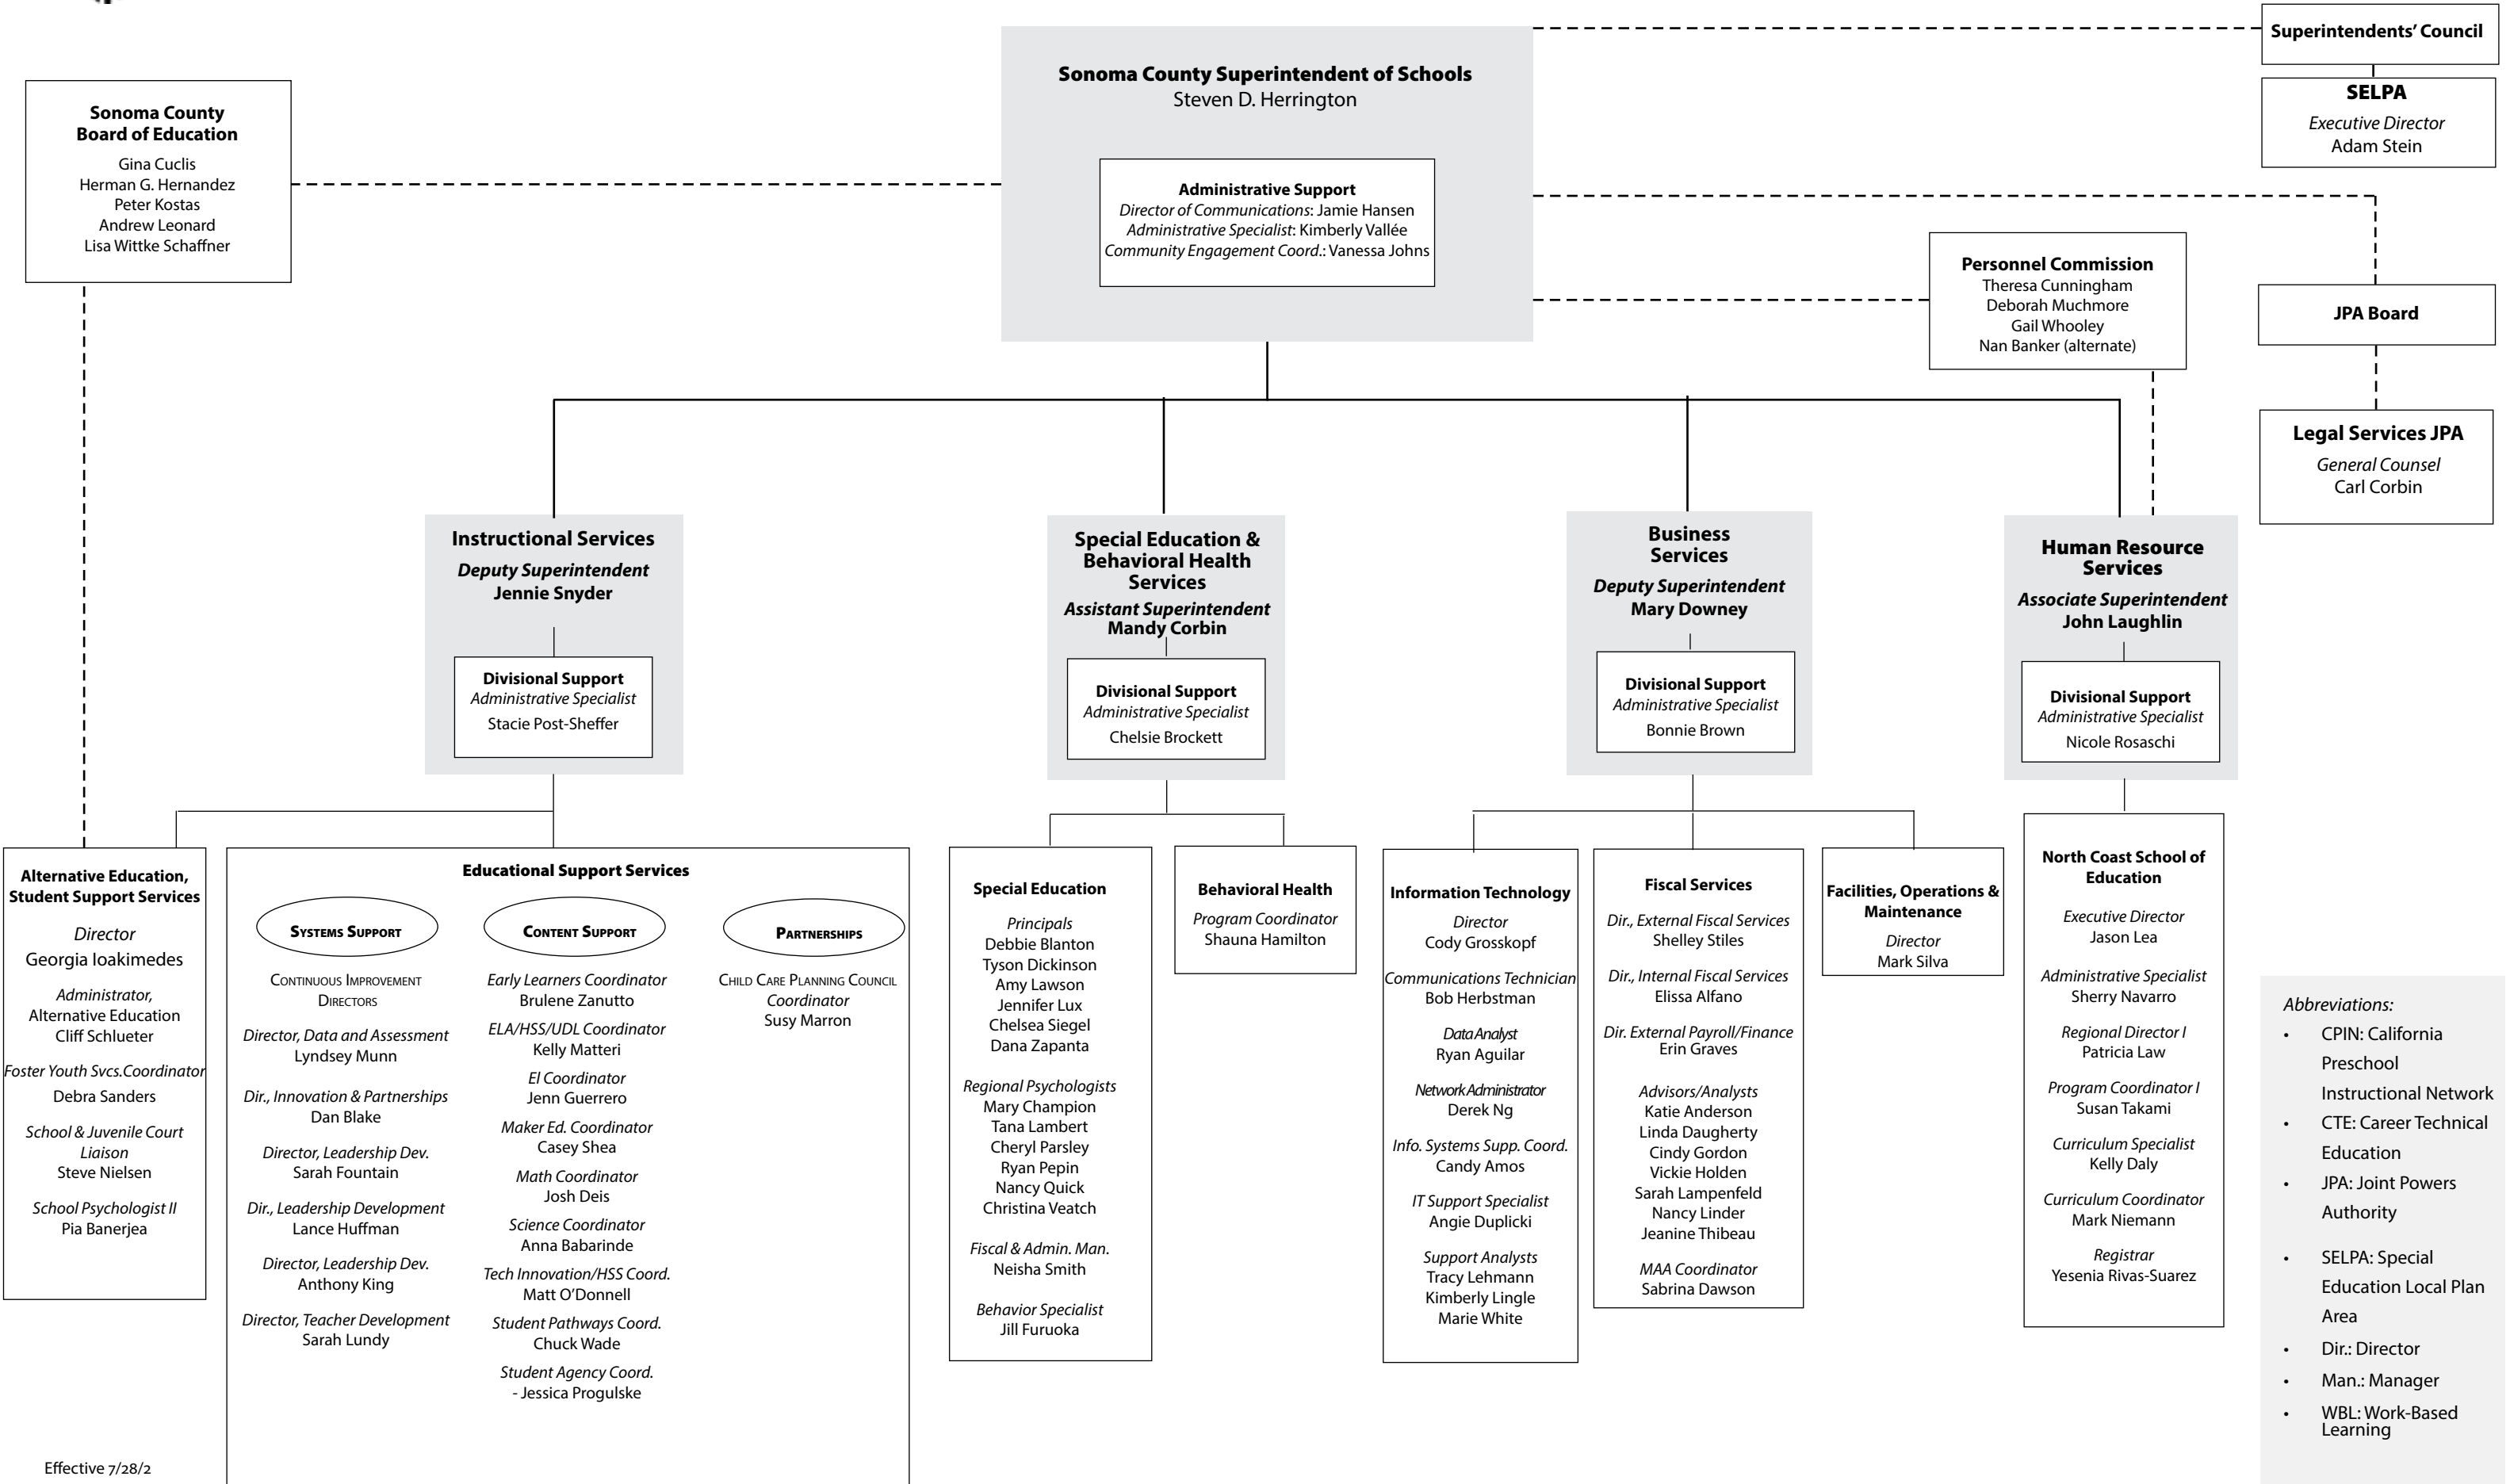 Superintendents’ Council
SELPA
Executive Director
Adam Stein
Sonoma County Superintendent of Schools
Steven D. Herrington
Administrative Support
Director of Communications: Jamie Hansen
Administrative Specialist: Kimberly Vallée
Community Engagement Coord.: Vanessa Johns
Sonoma County
Board of Education
Gina Cuclis
Herman G. Hernandez
Peter Kostas
Andrew Leonard
Lisa Wittke Schaffner
Personnel Commission
Theresa Cunningham
Deborah Muchmore
Gail Whooley
Nan Banker (alternate)
JPA Board
Legal Services JPA
General Counsel
Carl Corbin
Instructional Services
Deputy Superintendent
Jennie Snyder
Divisional Support
Administrative Specialist
Stacie Post-Sheffer
Special Education &
Behavioral Health
Services
Assistant Superintendent
Mandy Corbin
Divisional Support
Administrative Specialist
Chelsie Brockett
Business
Services
Deputy Superintendent
Mary Downey
Divisional Support
Administrative Specialist
Bonnie Brown
Human Resource
Services
Associate Superintendent
John Laughlin
Divisional Support
Administrative Specialist
Nicole Rosaschi
Alternative Education,
Student Support Services
Director
Georgia Ioakimedes
Administrator,
Alternative Education
Cliff Schlueter
Foster Youth Svcs.Coordinator
Debra Sanders
School & Juvenile Court
Liaison
Steve Nielsen
School Psychologist II
Pia Banerjea
Educational Support Services
Systems Support
Continuous Improvement
Directors
Director, Data and Assessment
Lyndsey Munn
Dir., Innovation & Partnerships
Dan Blake
Director, Leadership Dev.
Sarah Fountain
Dir., Leadership Development
Lance Huffman
Director, Leadership Dev.
Anthony King
Director, Teacher Development
Sarah Lundy
Content Support
Early Learners Coordinator
Brulene Zanutto
ELA/HSS/UDL Coordinator
Kelly Matteri
El Coordinator
Jenn Guerrero
Maker Ed. Coordinator
Casey Shea
Math Coordinator
Josh Deis
Science Coordinator
Anna Babarinde
Tech Innovation/HSS Coord.
Matt O’Donnell
Student Pathways Coord.
Chuck Wade
Student Agency Coord.
- Jessica Progulske
Partnerships
Child Care Planning Council
Coordinator
Susy Marron
Special Education
Principals
Debbie Blanton
Tyson Dickinson
Amy Lawson
Jennifer Lux
Chelsea Siegel
Dana Zapanta
Regional Psychologists
Mary Champion
Tana Lambert
Cheryl Parsley
Ryan Pepin
Nancy Quick
Christina Veatch
Fiscal & Admin. Man.
Neisha Smith
Behavior Specialist
Jill Furuoka
Behavioral Health
Program Coordinator
Shauna Hamilton
Information Technology
Director
Cody Grosskopf
Communications Technician
Bob Herbstman
Data Analyst
Ryan Aguilar
Network Administrator
Derek Ng
Info. Systems Supp. Coord.
Candy Amos
IT Support Specialist
Angie Duplicki
Support Analysts
Tracy Lehmann
Kimberly Lingle
Marie White
Fiscal Services
Dir., External Fiscal Services
Shelley Stiles
Dir., Internal Fiscal Services
Elissa Alfano
Dir. External Payroll/Finance
Erin Graves
Advisors/Analysts
Katie Anderson
Linda Daugherty
Cindy Gordon
Vickie Holden
Sarah Lampenfeld
Nancy Linder
Jeanine Thibeau
MAA Coordinator
Sabrina Dawson
Facilities, Operations &
Maintenance
Director
Mark Silva
North Coast School of
Education
Executive Director
Jason Lea
Administrative Specialist
Sherry Navarro
Regional Director I
Patricia Law
Program Coordinator I
Susan Takami
Curriculum Specialist
Kelly Daly
Curriculum Coordinator
Mark Niemann
Registrar
Yesenia Rivas-Suarez
Abbreviations:
• CPIN: California
Preschool
Instructional Network
• CTE: Career Technical
Education
• JPA: Joint Powers
Authority
• SELPA: Special
Education Local Plan
Area
• Dir.: Director
• Man.: Manager
• WBL: Work-Based
Learning
Effective 7/28/2